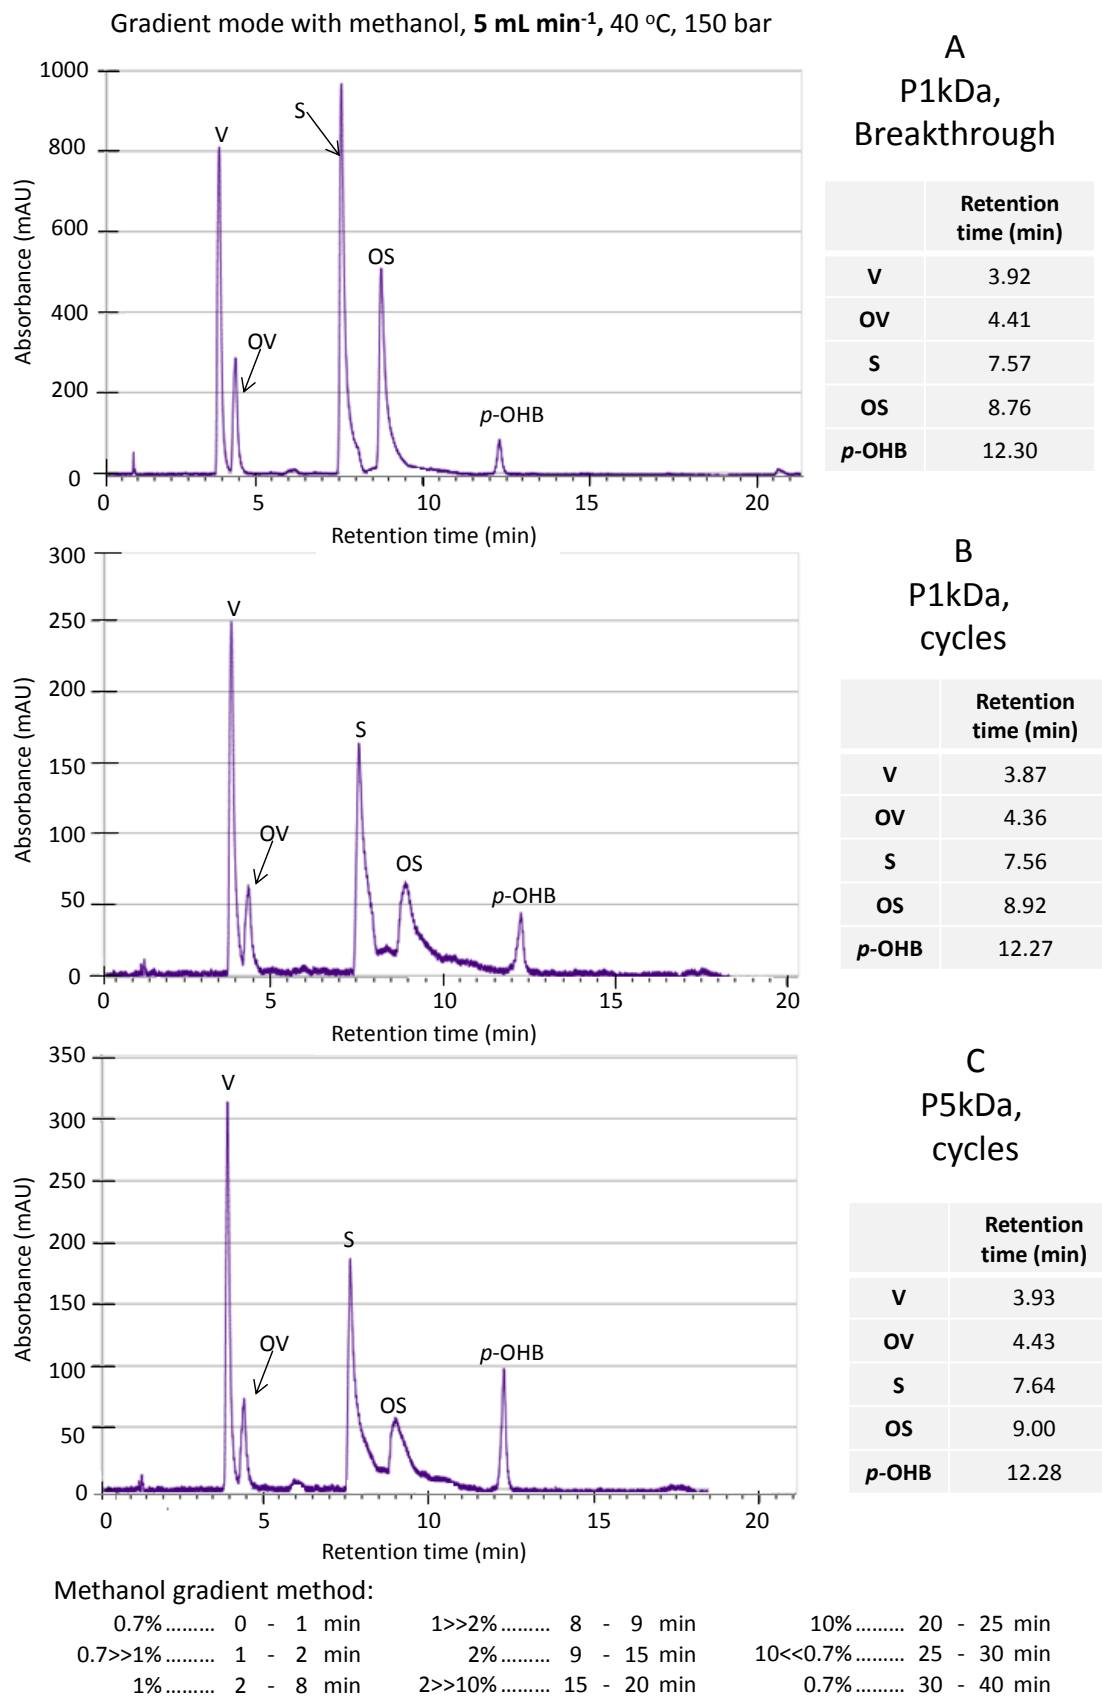 Gradient mode with methanol, 5 mL min-1, 40 oC, 150 bar
A
P1kDa,
Breakthrough
1000
800
600
400
200
0
Absorbance (mAU)
V
OV
S
OS
p-OHB
0 5 10 15 20
Retention time (min)
Retention
time (min)
V 3.92
OV 4.41
S 7.57
OS 8.76
p-OHB 12.30
B
P1kDa,
cycles
300
250
200
150
100
50
0
Absorbance (mAU)
V
OV
S
OS
p-OHB
0 5 10 15 20
Retention time (min)
Retention
time (min)
V 3.87
OV 4.36
S 7.56
OS 8.92
p-OHB 12.27
C
P5kDa,
cycles
350
300
250
200
150
100
50
0
Absorbance (mAU)
V
OV
S
OS
p-OHB
0 5 10 15 20
Retention time (min)
Retention
time (min)
V 3.93
OV 4.43
S 7.64
OS 9.00
p-OHB 12.28
Methanol gradient method:
0.7%......... 0 - 1 min 1>>2%......... 8 - 9 min 10%......... 20 - 25 min
0.7>>1%......... 1 - 2 min 2%......... 9 - 15 min 10<<0.7%......... 25 - 30 min
1%......... 2 - 8 min 2>>10%......... 15 - 20 min 0.7%......... 30 - 40 min